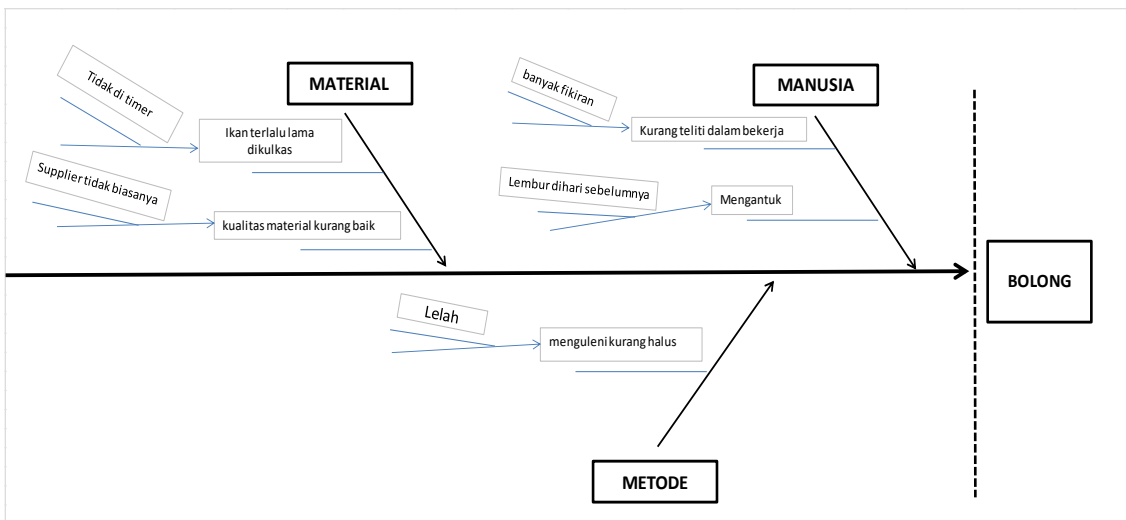 MATERIAL
Tidak di timer
Ikan terlalu lama
dikulkas
Supplier tidak biasanya
kualitas material kurang baik
MANUSIA
banyak fikiran
Kurang teliti dalam bekerja
Lembur dihari sebelumnya
Mengantuk
BOLONG
Lelah
menguleni kurang halus
METODE